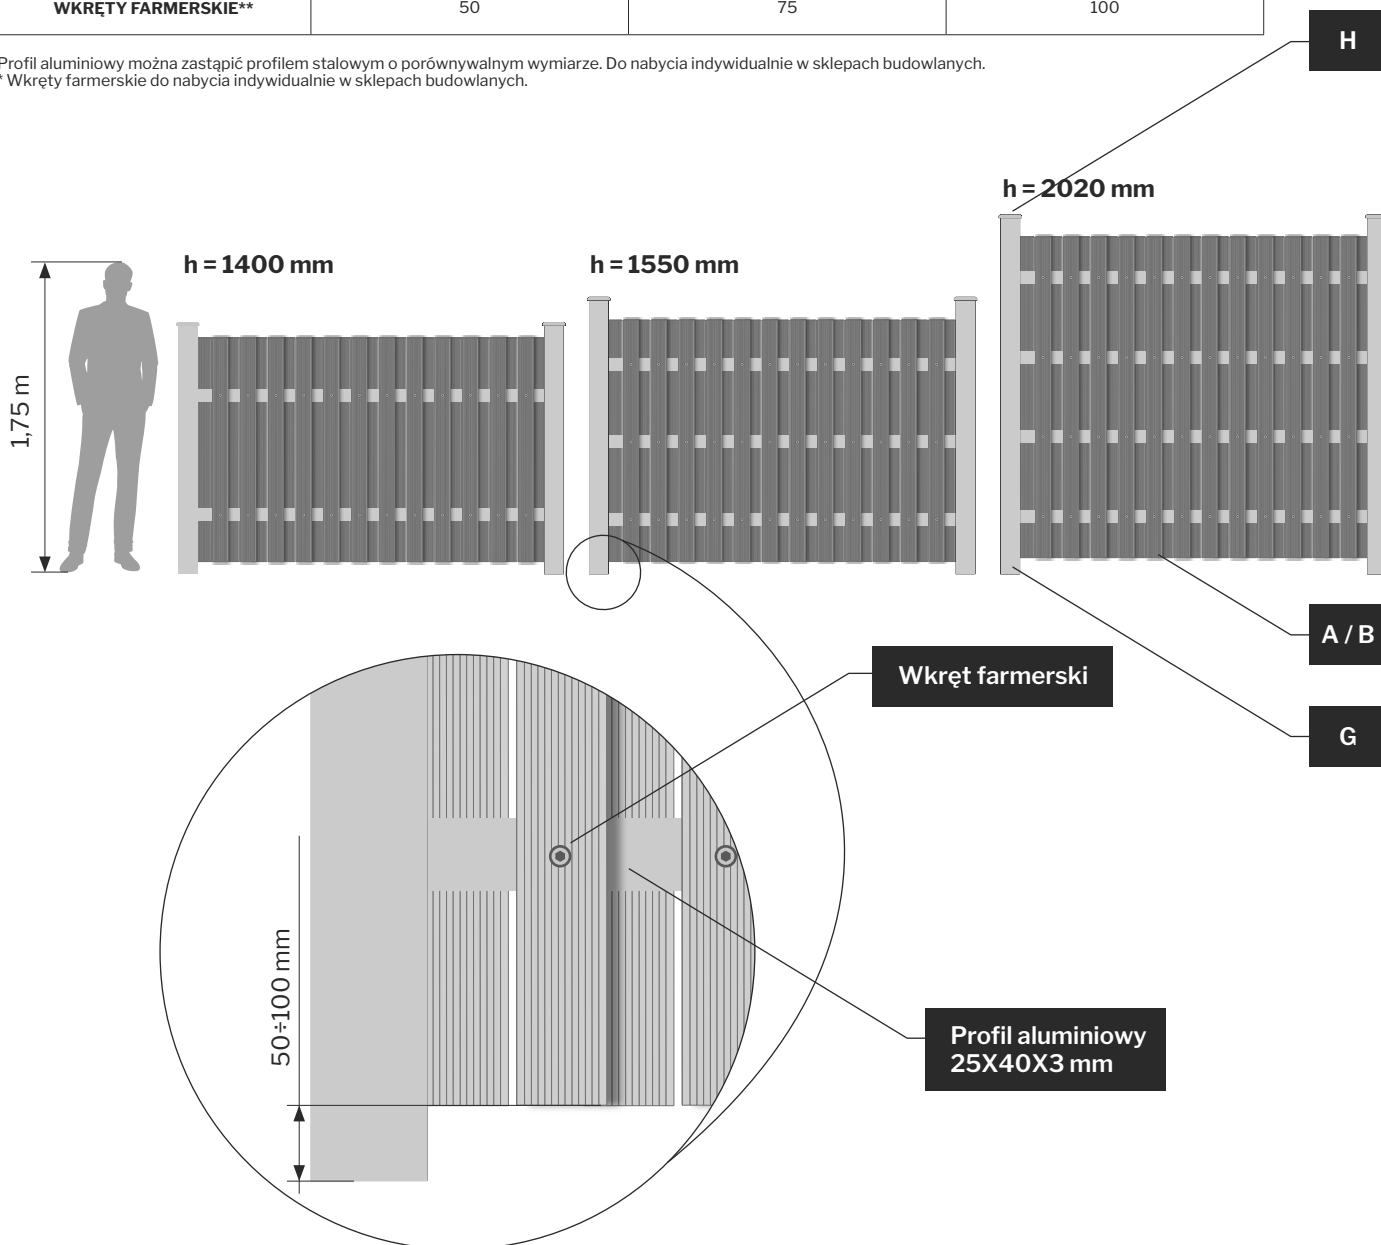 WKRĘTY FARMERSKIE** 50 75 100
Profil aluminiowy można zastąpić profilem stalowym o porównywalnym wymiarze. Do nabycia indywidualnie w sklepach budowlanych.
* Wkręty farmerskie do nabycia indywidualnie w sklepach budowlanych.
H
h = 2020 mm
h = 1400 mm
h = 1550 mm
1,75 m
A / B
Wkręt farmerski
G
50÷100 mm
Profil aluminiowy
25X40X3 mm